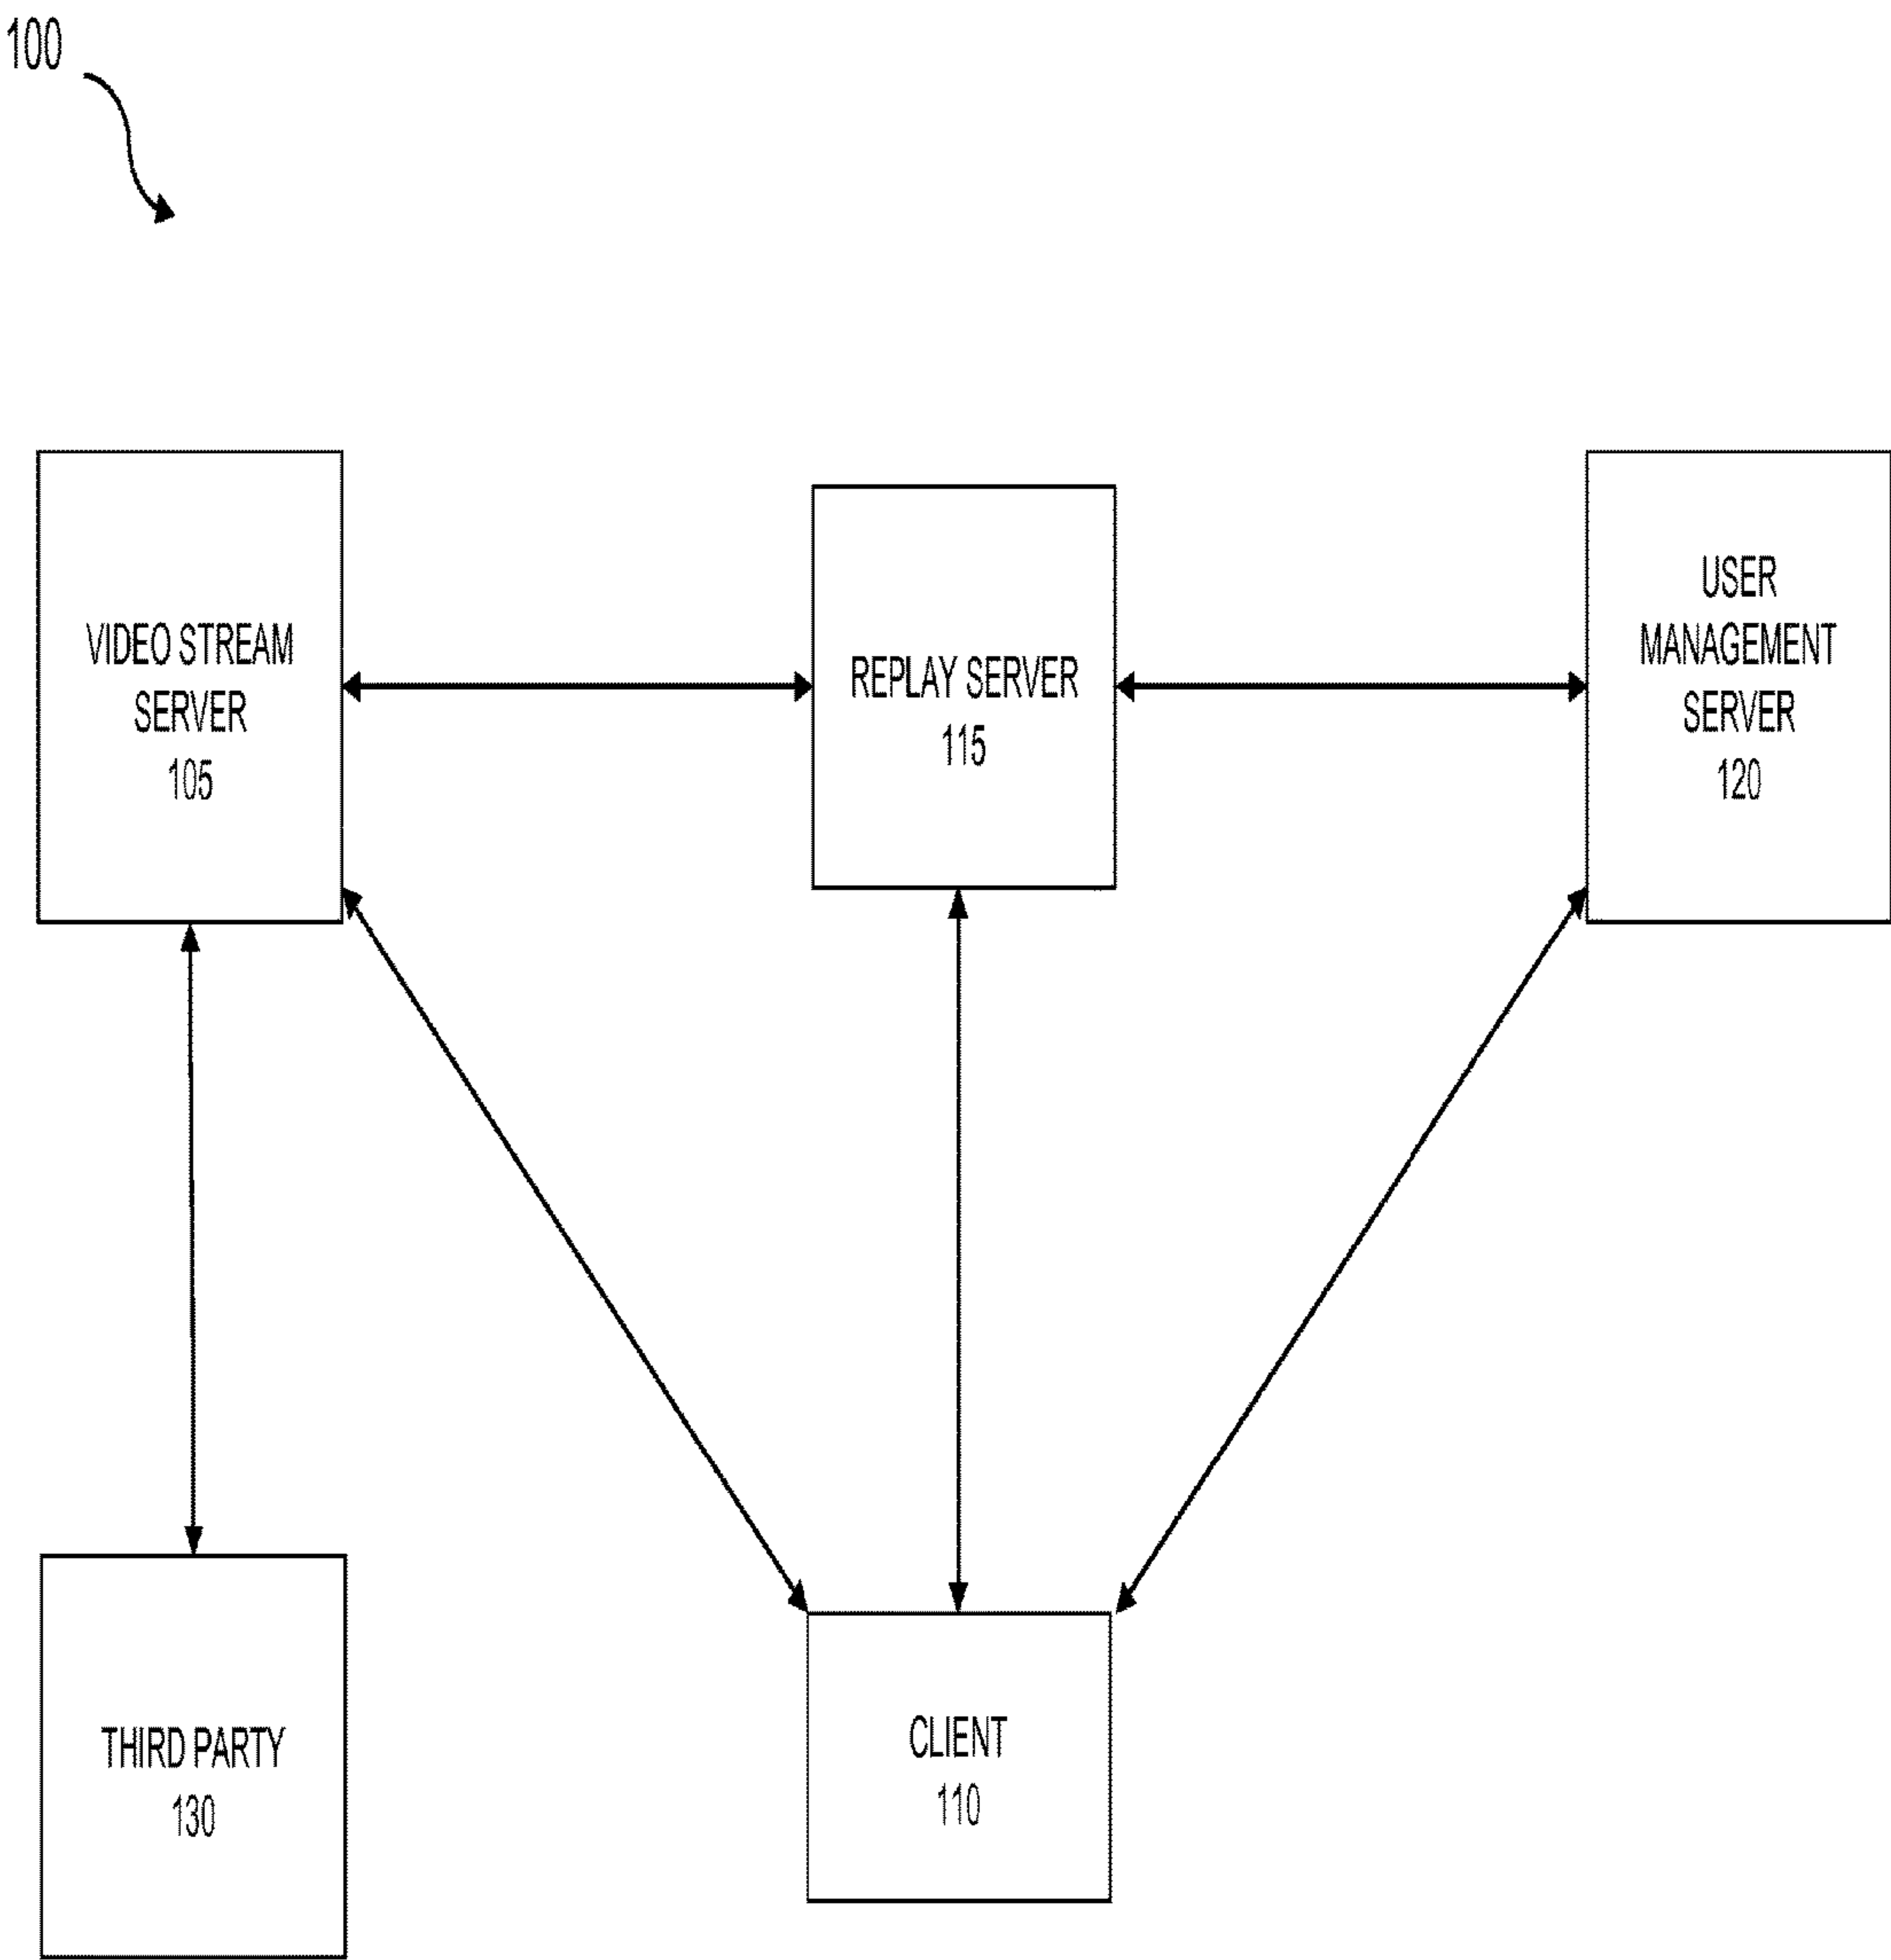 100
VIDEO STREAM
SERVER
105
REPLAY SERVER
115
USER
MANAGEMENT
SERVER
120
THIRD PARTY
130
CLIENT
110